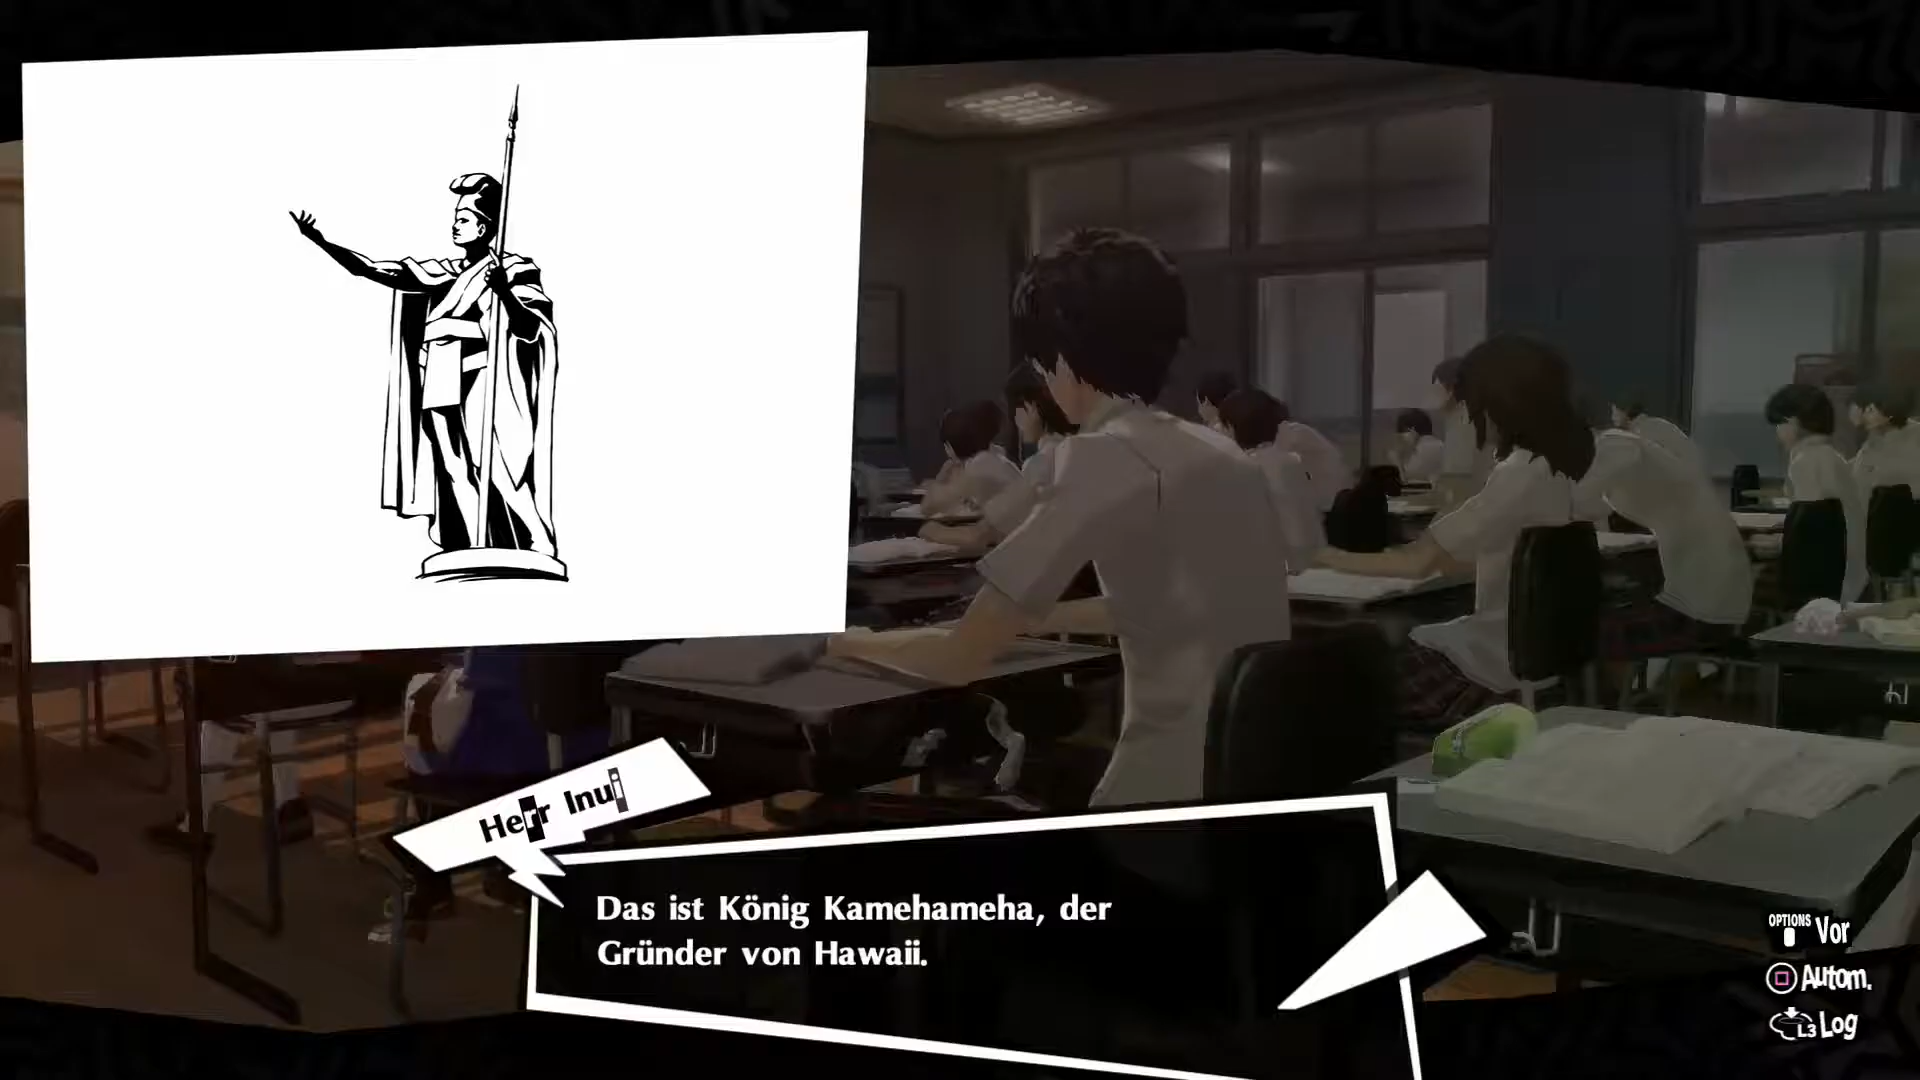 Herr Inui
Das ist König Kamehameha, der
Gründer von Hawaii.
OPTIONS Vor
Autom.
L3 Log